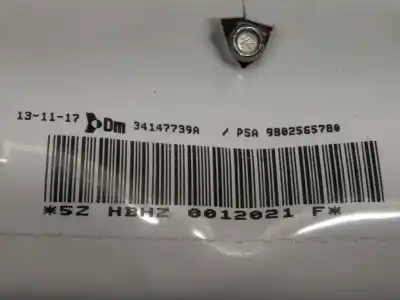 13-11-17 Dm 34147739A / PSA 9802565780
*5Z HBHZ 0012021 F*